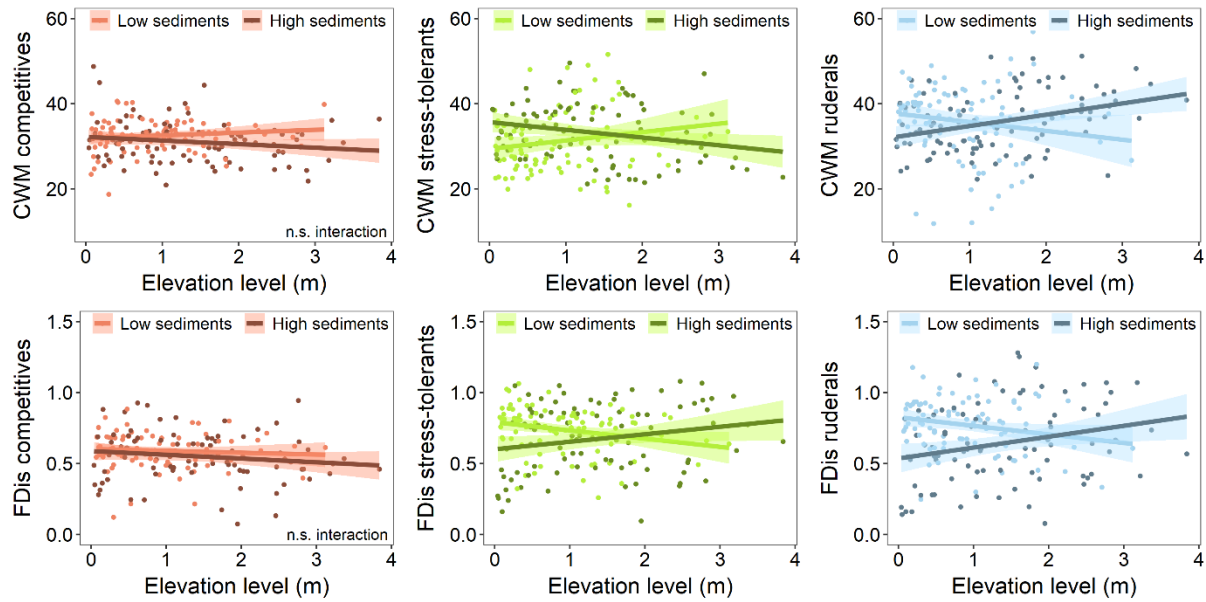 60
40
20
CWM competitives
Low sediments High sediments
n.s. interaction
0 1 2 3 4
Elevation level (m)
60
40
20
CWM stress-tolerants
Low sediments High sediments
0 1 2 3 4
Elevation level (m)
60
40
20
CWM ruderals
Low sediments High sediments
0 1 2 3 4
Elevation level (m)
1.5
1.0
0.5
0.0
FDis competitives
Low sediments High sediments
n.s. interaction
0 1 2 3 4
Elevation level (m)
1.5
1.0
0.5
0.0
FDis stress-tolerants
Low sediments High sediments
0 1 2 3 4
Elevation level (m)
1.5
1.0
0.5
0.0
FDis ruderals
Low sediments High sediments
0 1 2 3 4
Elevation level (m)